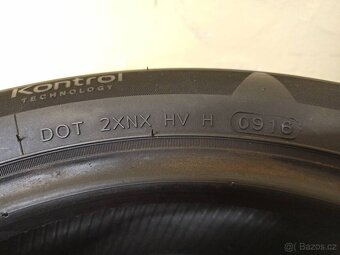 Kontrol
TECHNOLOGY
DOT 2XNX HV H 0916
Bazos.cz